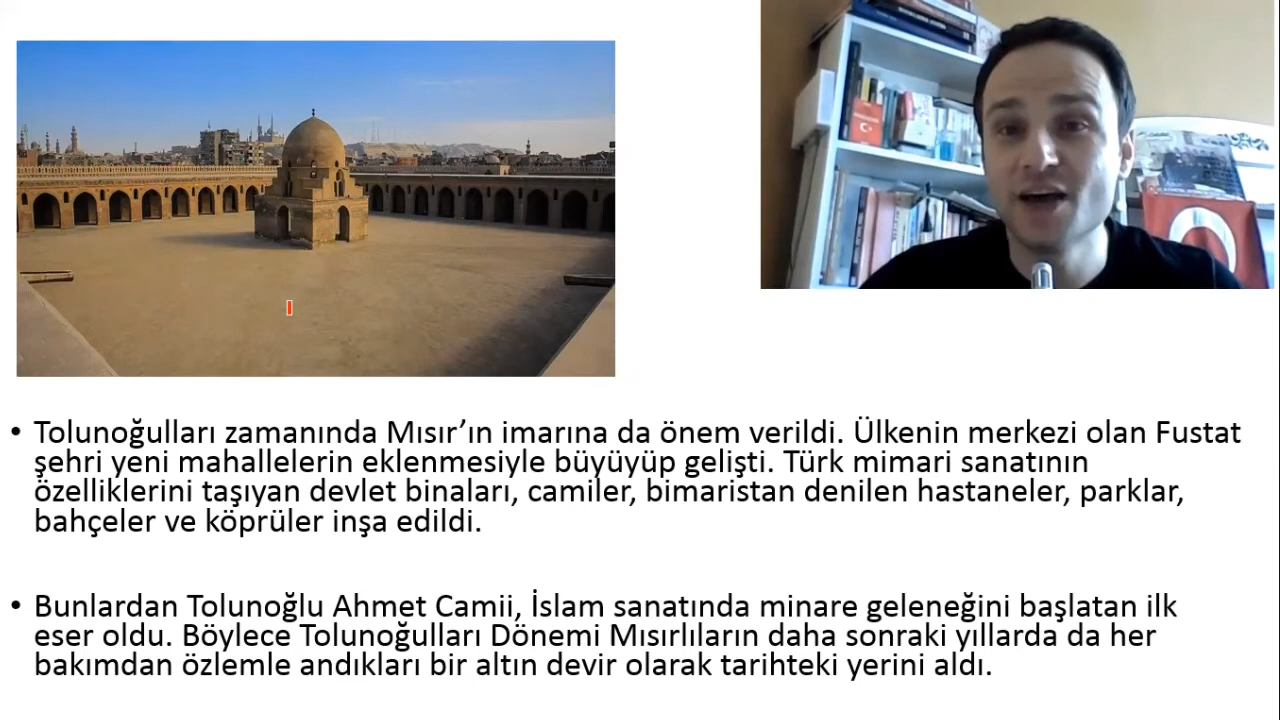 • Tolunoğulları zamanında Mısır’ın imarına da önem verildi. Ülkenin merkezi olan Fustat
şehri yeni mahallelerin eklenmesiyle büyüyüp gelişti. Türk mimari sanatının
özelliklerini taşıyan devlet binaları, camiler, bimaristan denilen hastaneler, parklar,
bahçeler ve köprüler inşa edildi.
• Bunlardan Tolunoğlu Ahmet Camii, İslam sanatında minare geleneğini başlatan ilk
eser oldu. Böylece Tolunoğulları Dönemi Mısırlıların daha sonraki yıllarda da her
bakımdan özlemle andıkları bir altın devir olarak tarihteki yerini aldı.